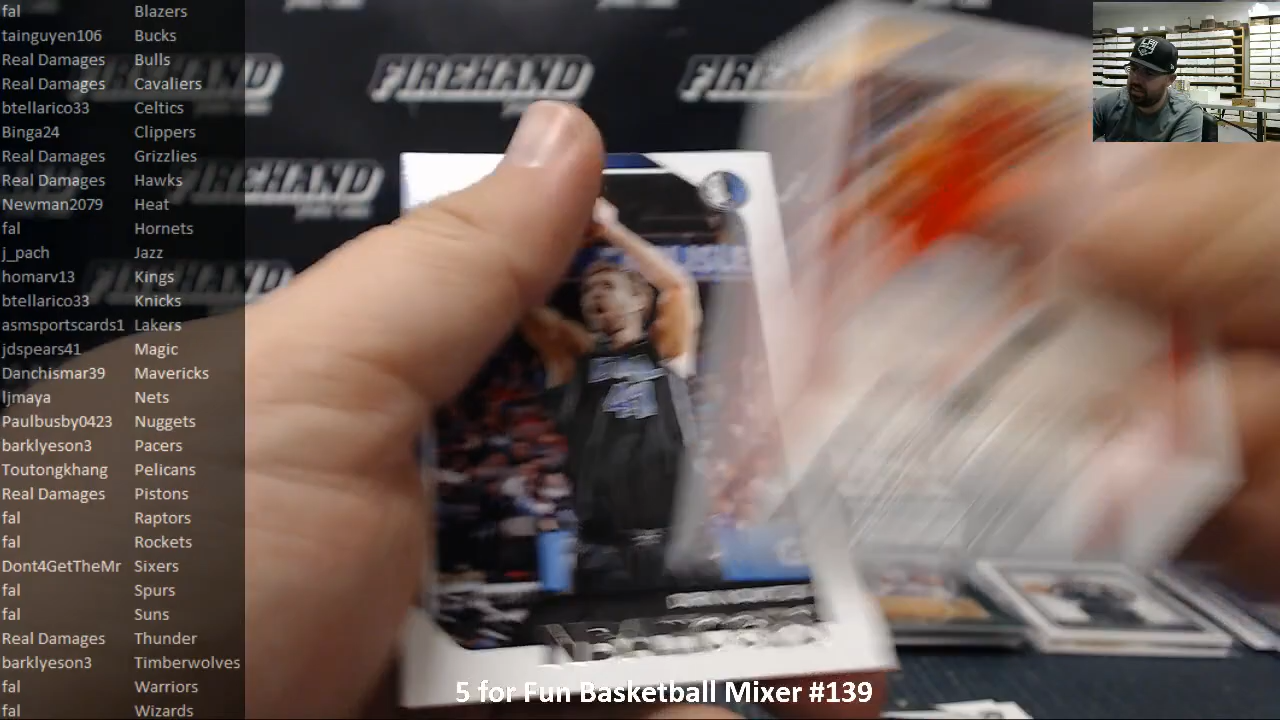 fal Blazers
tainguyen106 Bucks
Real Damages Bulls
Real Damages Cavaliers
btellarico33 Celtics
Binga24 Clippers
Real Damages Grizzlies
Real Damages Hawks
Newman2079 Heat
fal Hornets
j_pach Jazz
homarv13 Kings
btellarico33 Knicks
asmsportscards1 Lakers
jdspears41 Magic
Danchismar39 Mavericks
ljmaya Nets
Paulbusby0423 Nuggets
barklyeson3 Pacers
Toutongkhang Pelicans
Real Damages Pistons
fal Raptors
fal Rockets
Dont4GetTheMr Sixers
fal Spurs
fal Suns
Real Damages Thunder
barklyeson3 Timberwolves
fal Warriors
fal Wizards
FIREHAND
FIREHAND
FIREHAND
41
5 for Fun Basketball Mixer #139